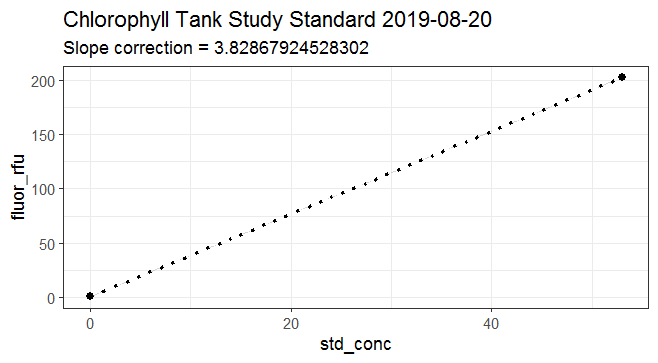 Chlorophyll Tank Study Standard 2019-08-20
Slope correction = 3.82867924528302
200
150
100
50
0
fluor_rfu
0 20 40
std_conc